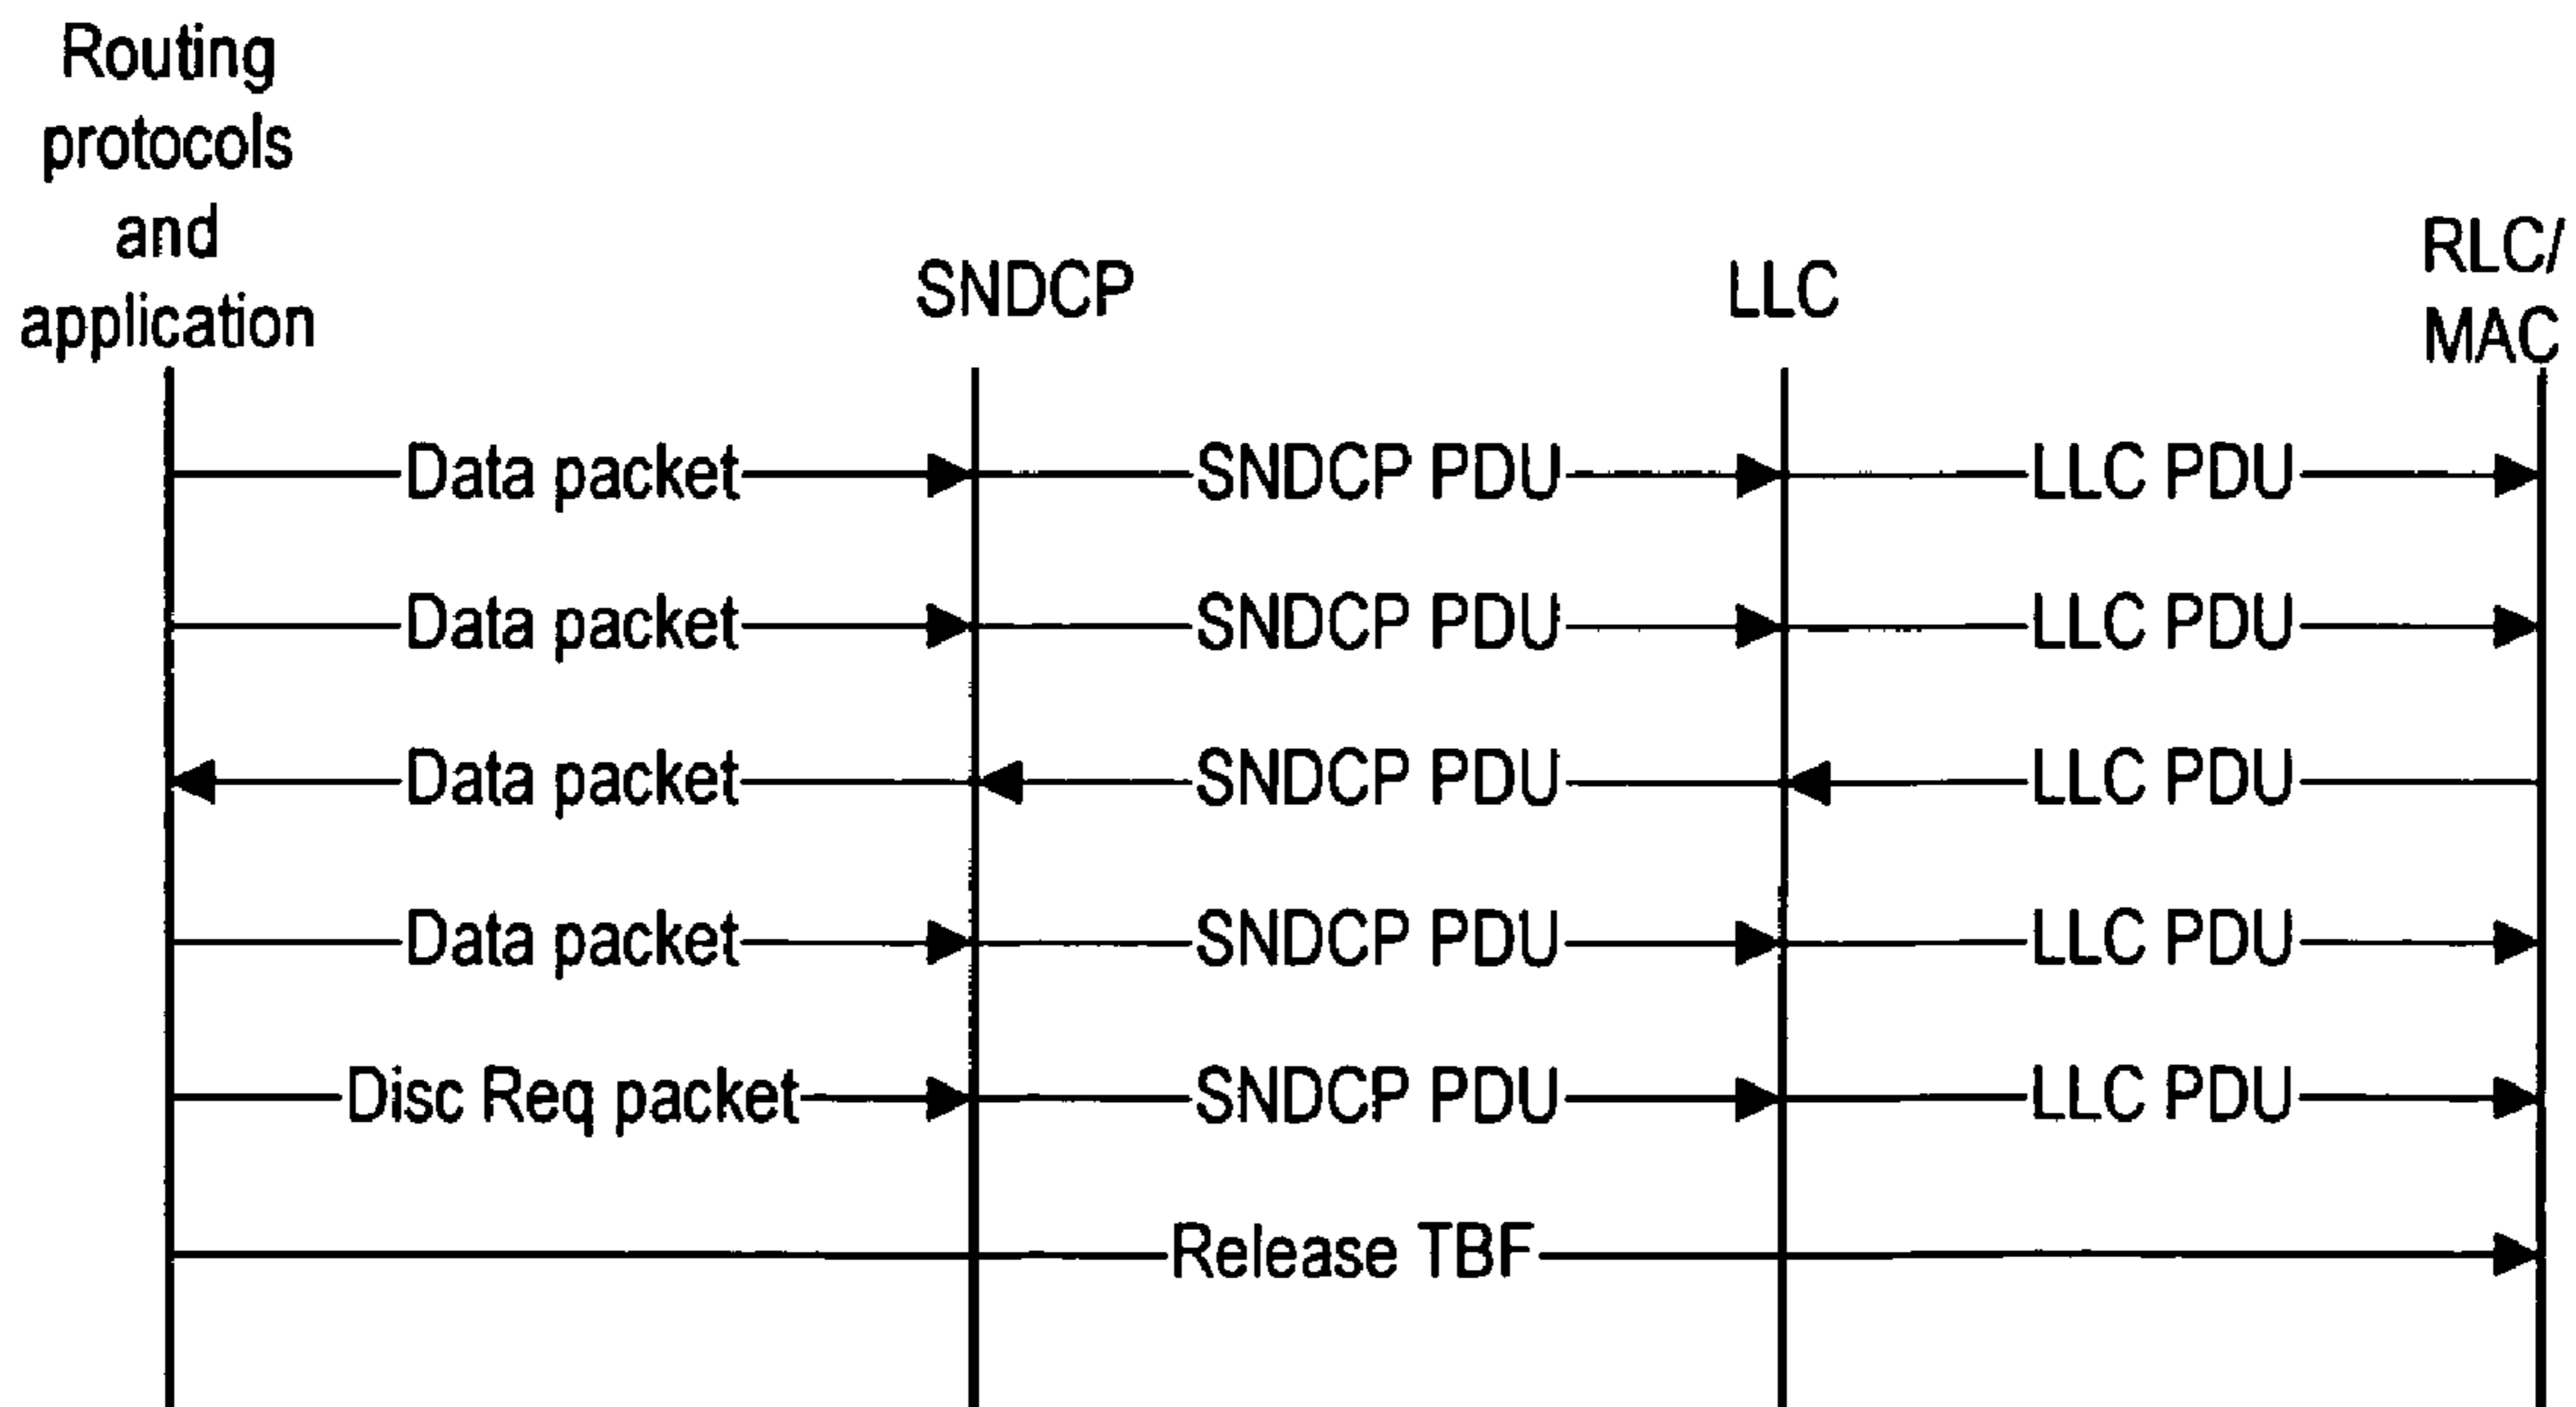 Routing
protocols
and
application
SNDCP
LLC
RLC/
MAC
Data packet
SNDCP PDU
LLC PDU
Data packet
SNDCP PDU
LLC PDU
Data packet
SNDCP PDU
LLC PDU
Data packet
SNDCP PDU
LLC PDU
Disc Req packet
SNDCP PDU
LLC PDU
Release TBF